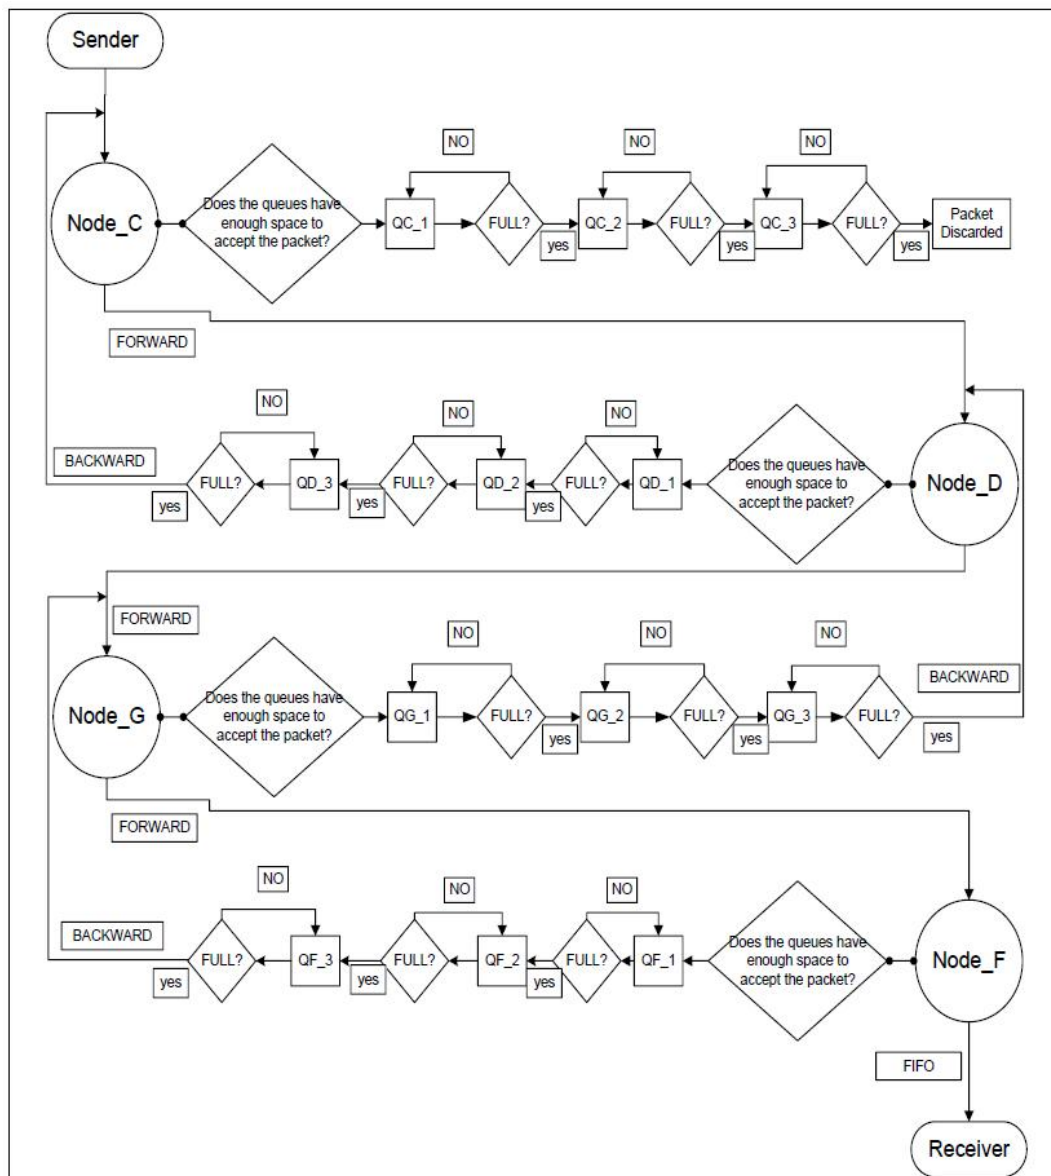 Sender
NO
NO
NO
Node_C
Does the queues have
enough space to
accept the packet?
QC_1
FULL?
yes
QC_2
FULL?
yes
QC_3
FULL?
yes
Packet
Discarded
FORWARD
NO
NO
NO
BACKWARD
yes
FULL?
QD_3
yes
FULL?
QD_2
yes
FULL?
QD_1
Does the queues have
enough space to
accept the packet?
Node_D
FORWARD
NO
NO
NO
BACKWARD
Node_G
Does the queues have
enough space to
accept the packet?
QG_1
FULL?
yes
QG_2
FULL?
yes
QG_3
FULL?
yes
FORWARD
NO
NO
NO
BACKWARD
yes
FULL?
QF_3
yes
FULL?
QF_2
yes
FULL?
QF_1
Does the queues have
enough space to
accept the packet?
Node_F
FIFO
Receiver